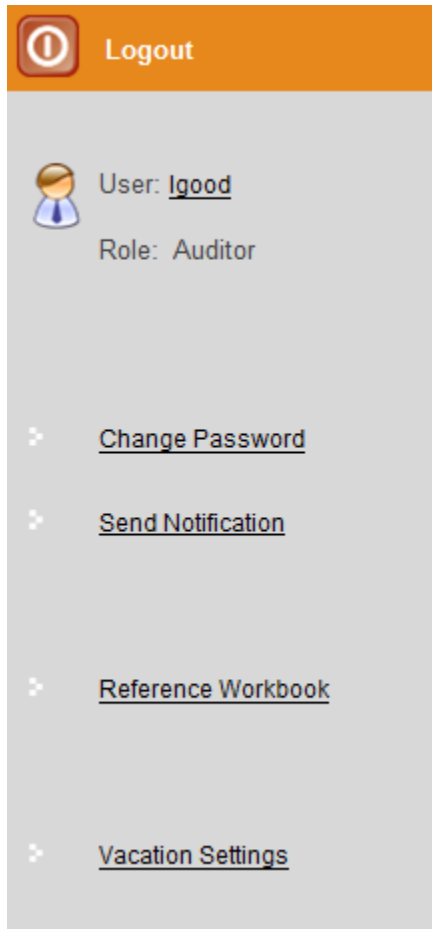 Logout
User: lgood
Role: Auditor
Change Password
Send Notification
Reference Workbook
Vacation Settings